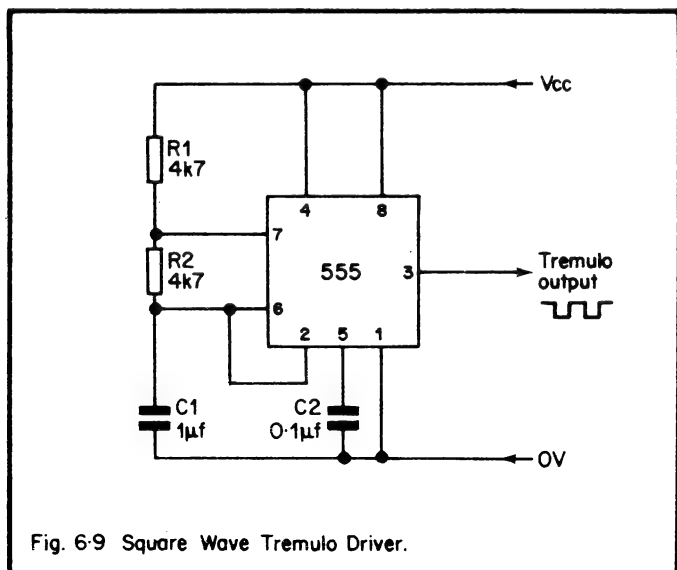 Vcc
R1
4k7
4
8
7
R2
4k7
555
3
Tremulo
output
6
2
5
1
C1
1µf
C2
0·1µf
0V
Fig. 6·9 Square Wave Tremulo Driver.